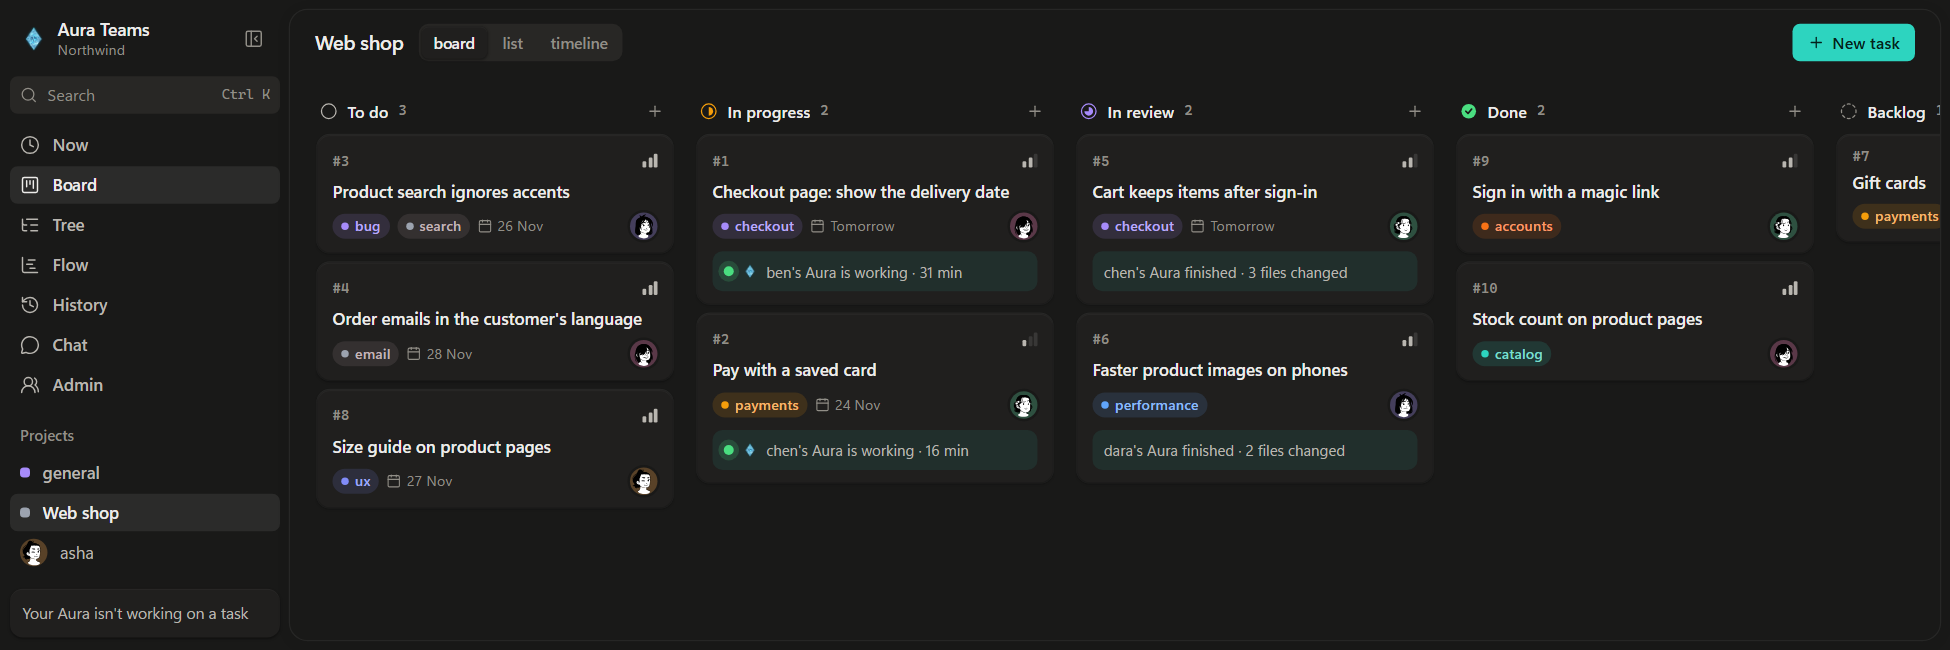 Aura Teams
Northwind
Search Ctrl K
Now
Board
Tree
Flow
History
Chat
Admin
Projects
general
Web shop
asha
Your Aura isn't working on a task
Web shop board list timeline
+ New task
To do 3
#3
Product search ignores accents
bug search 26 Nov
#4
Order emails in the customer's language
email 28 Nov
#8
Size guide on product pages
ux 27 Nov
In progress 2
#1
Checkout page: show the delivery date
checkout Tomorrow
ben's Aura is working · 31 min
#2
Pay with a saved card
payments 24 Nov
chen's Aura is working · 16 min
In review 2
#5
Cart keeps items after sign-in
checkout Tomorrow
chen's Aura finished · 3 files changed
#6
Faster product images on phones
performance
dara's Aura finished · 2 files changed
Done 2
#9
Sign in with a magic link
accounts
#10
Stock count on product pages
catalog
Backlog
#7
Gift cards
payments